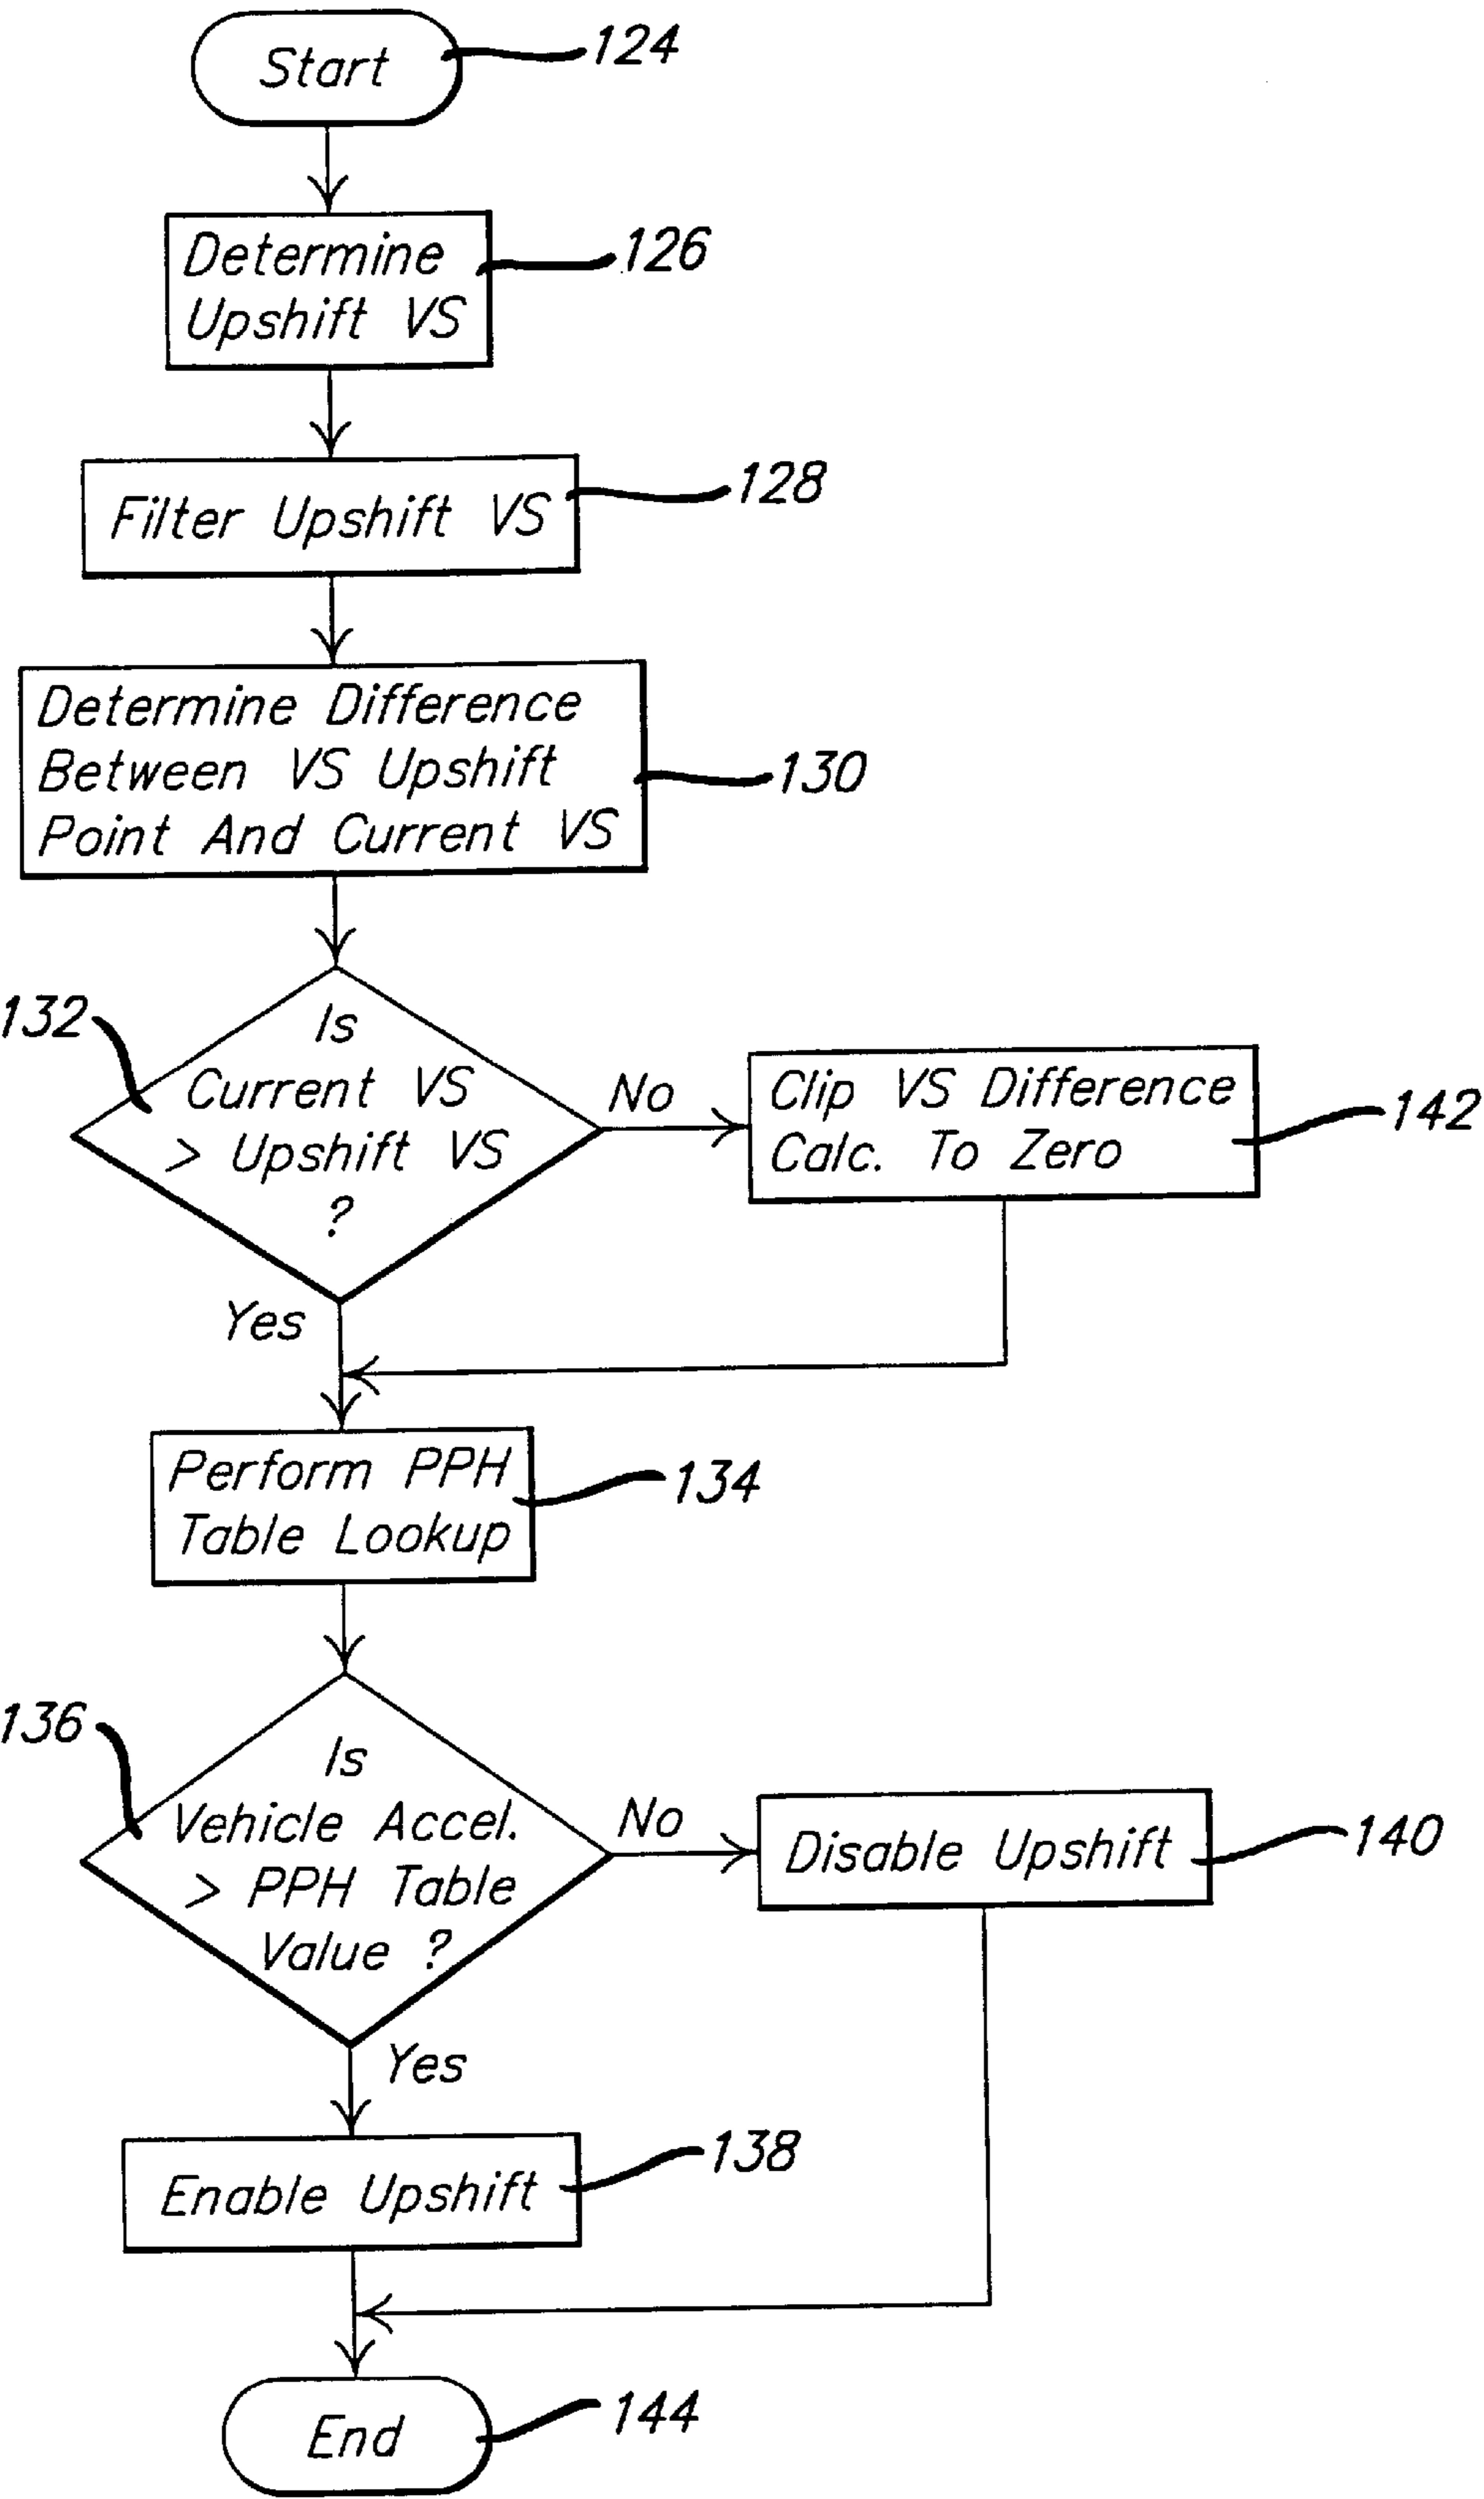 Start
124
Determine
Upshift VS
126
Filter Upshift VS
128
Determine Difference
Between VS Upshift
Point And Current VS
130
132
Is
Current VS
> Upshift VS
?
No
Clip VS Difference
Calc. To Zero
142
Yes
Perform PPH
Table Lookup
134
136
Is
Vehicle Accel.
> PPH Table
Value ?
No
Disable Upshift
140
Yes
Enable Upshift
138
End
144